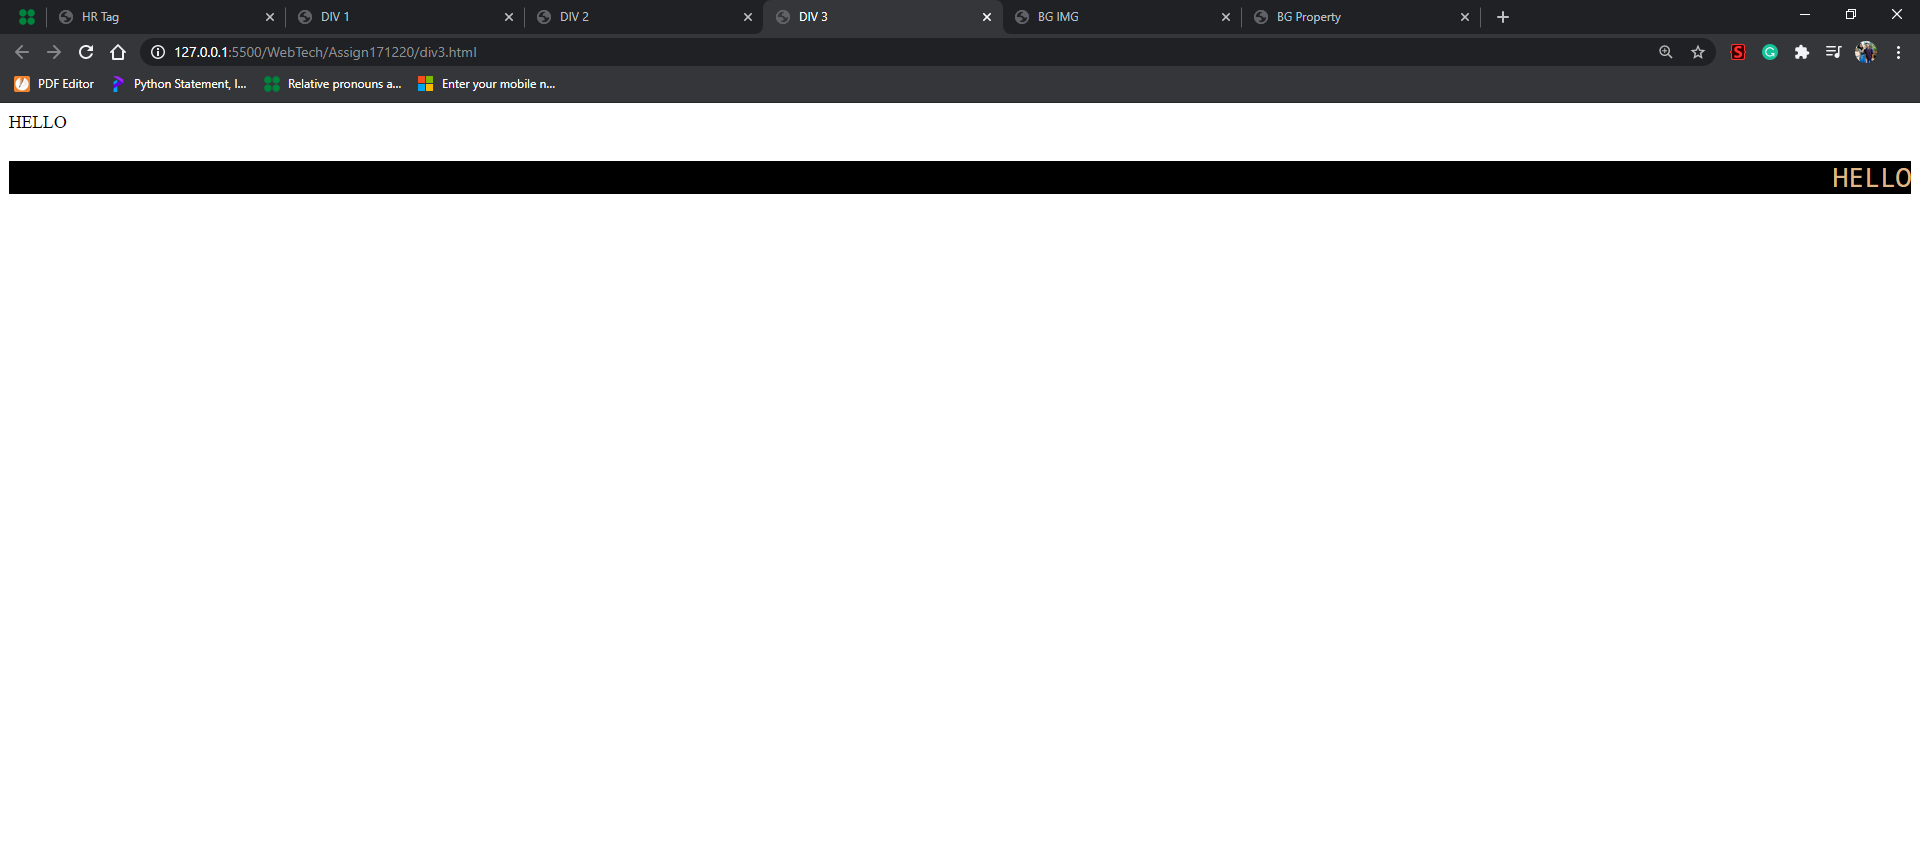 HR Tag DIV 1 DIV 2 DIV 3 BG IMG BG Property
127.0.0.1:5500/WebTech/Assign171220/div3.html
PDF Editor Python Statement, I... Relative pronouns a... Enter your mobile n...
HELLO
HELLO